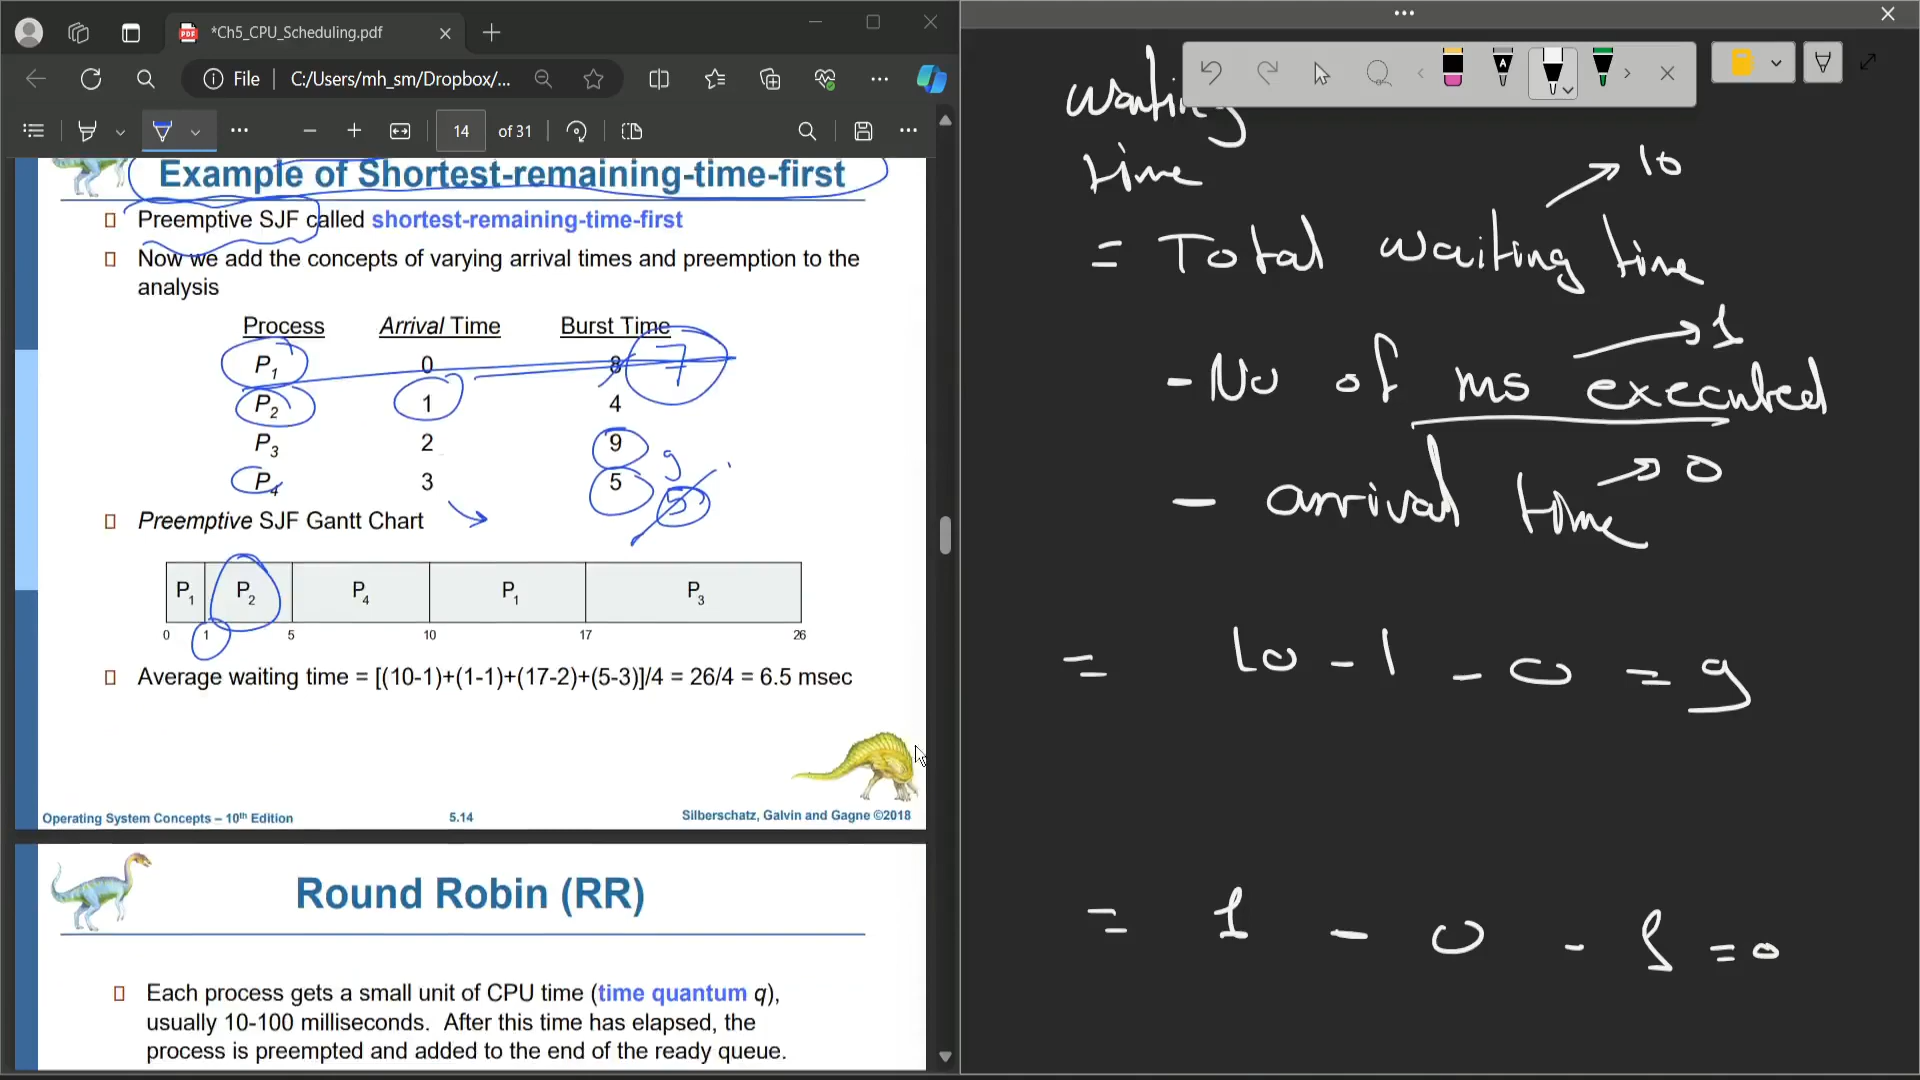 *Ch5_CPU_Scheduling.pdf
File C:/Users/mh_sm/Dropbox/...
14 of 31
Example of Shortest-remaining-time-first
Preemptive SJF called shortest-remaining-time-first
Now we add the concepts of varying arrival times and preemption to the
analysis
Process Arrival Time Burst Time
P1 0 8 7
P2 1 4
P3 2 9 9
P4 3 5 5
Preemptive SJF Gantt Chart
P1 P2 P4 P1 P3
0 1 5 10 17 26
Average waiting time = [(10-1)+(1-1)+(17-2)+(5-3)]/4 = 26/4 = 6.5 msec
Operating System Concepts – 10th Edition 5.14 Silberschatz, Galvin and Gagne ©2018
Round Robin (RR)
Each process gets a small unit of CPU time (time quantum q),
usually 10-100 milliseconds. After this time has elapsed, the
process is preempted and added to the end of the ready queue.
waiting
time
10
= Total waiting time
1
- No of ms executed
0
- arrival time
= 10 - 1 - 0 = 9
= 1 - 0 - 1 = 0